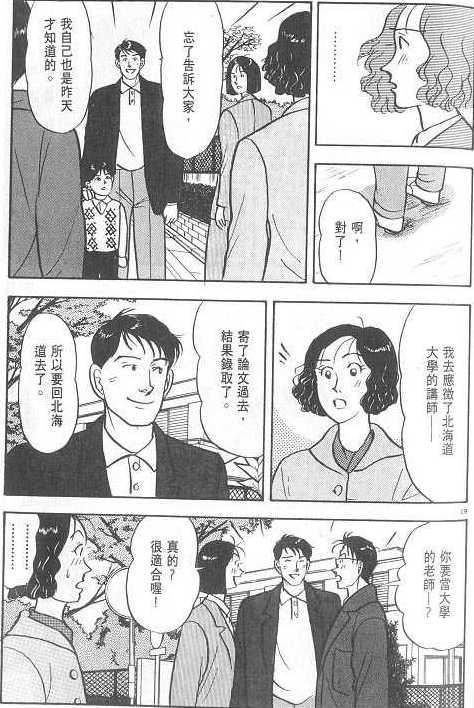 ………
啊，
對了！
忘了告訴大家，
我自己也是昨天
才知道的。
我去應徵了北海道
大學的講師──
寄了論文過去，
結果錄取了。
所以要回北海
道去了。
19
你要當大學
的老師─？
真的？
很適合喔！
…………
…………